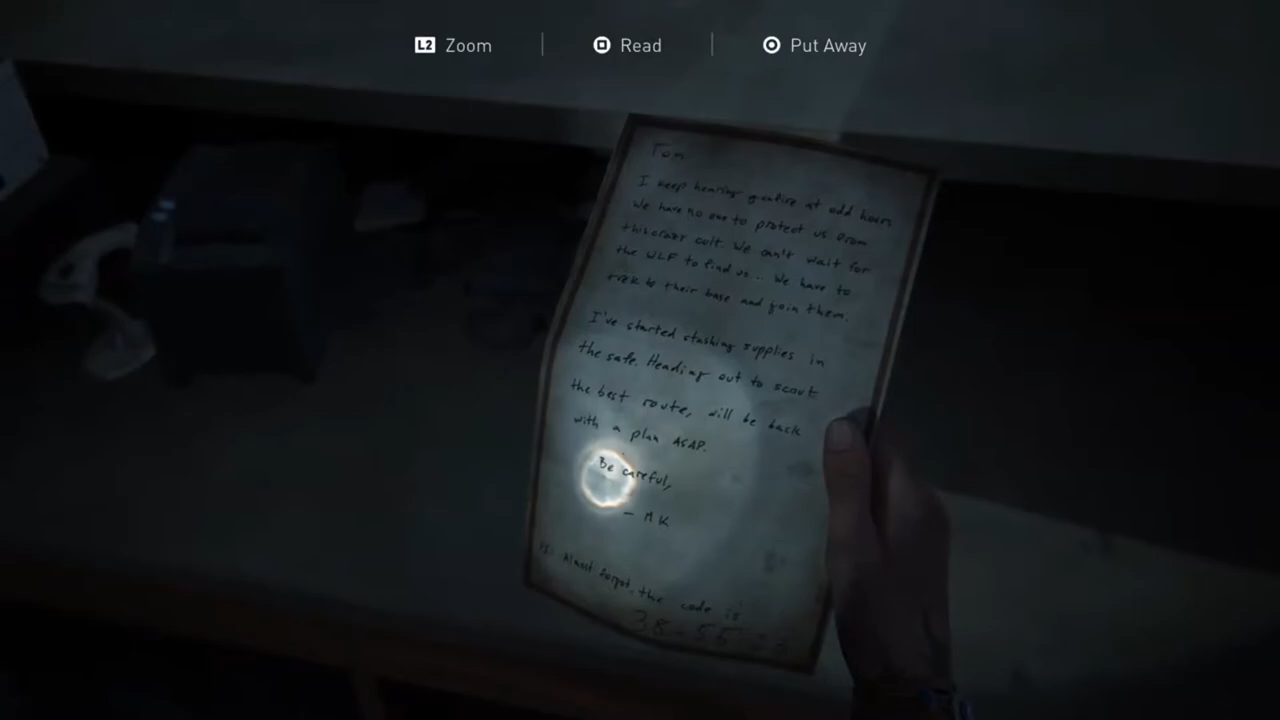 L2 Zoom
Read
Put Away
Tom
I keep hearing gunfire at odd hours
We have no one to protect us from
this crazy cult. We can't wait for
the WLF to find us... We have to
trek to their base and join them.
I've started stashing supplies in
the safe. Heading out to scout
the best route, will be back
with a plan ASAP.
Be careful,
- MK
Almost forgot, the code is
38-55-